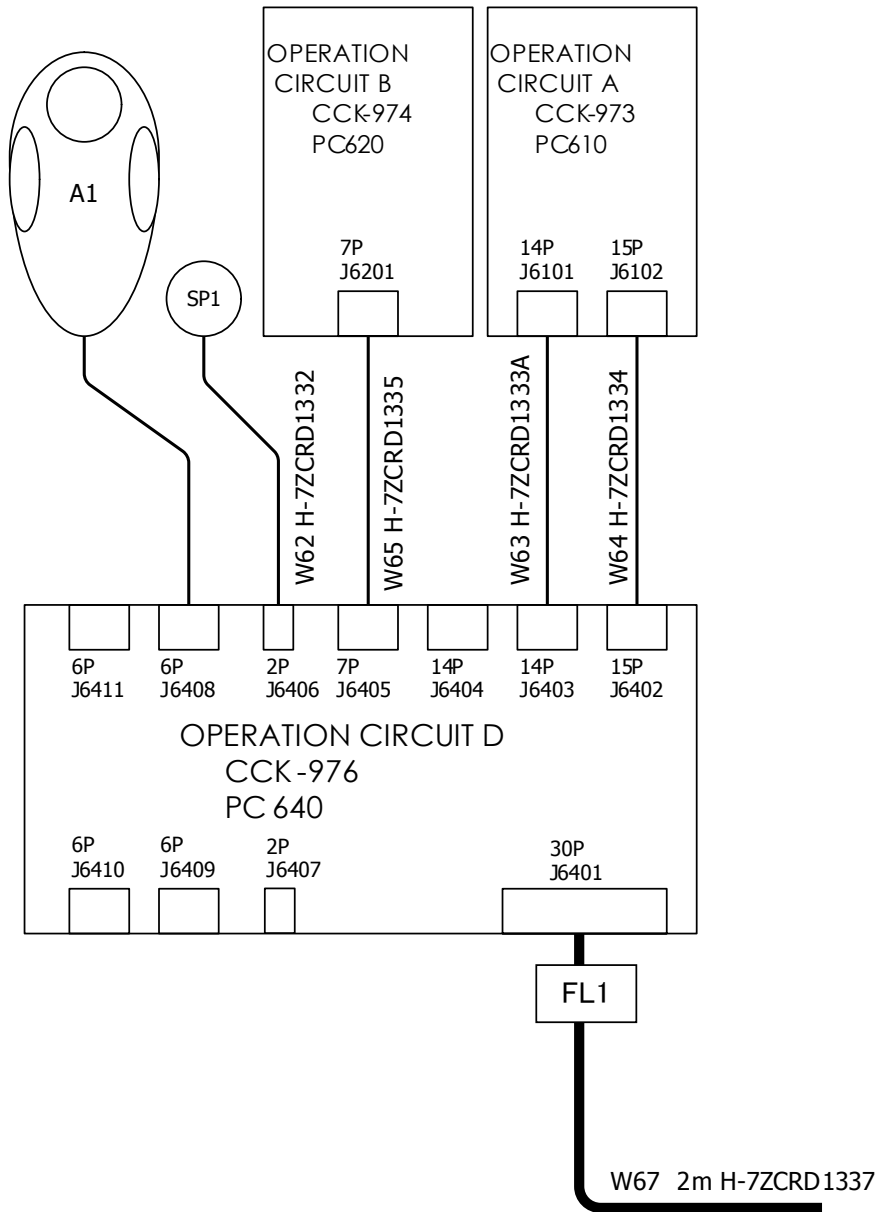 OPERATION
CIRCUIT B
CCK-974
PC620
OPERATION
CIRCUIT A
CCK-973
PC610
A1
SP1
7P
J6201
14P
J6101
15P
J6102
W62 H-7ZCRD1332
W65 H-7ZCRD1335
W63 H-7ZCRD1333A
W64 H-7ZCRD1334
6P
J6411
6P
J6408
2P
J6406
7P
J6405
14P
J6404
14P
J6403
15P
J6402
OPERATION CIRCUIT D
CCK-976
PC 640
6P
J6410
6P
J6409
2P
J6407
30P
J6401
FL1
W67 2m H-7ZCRD1337